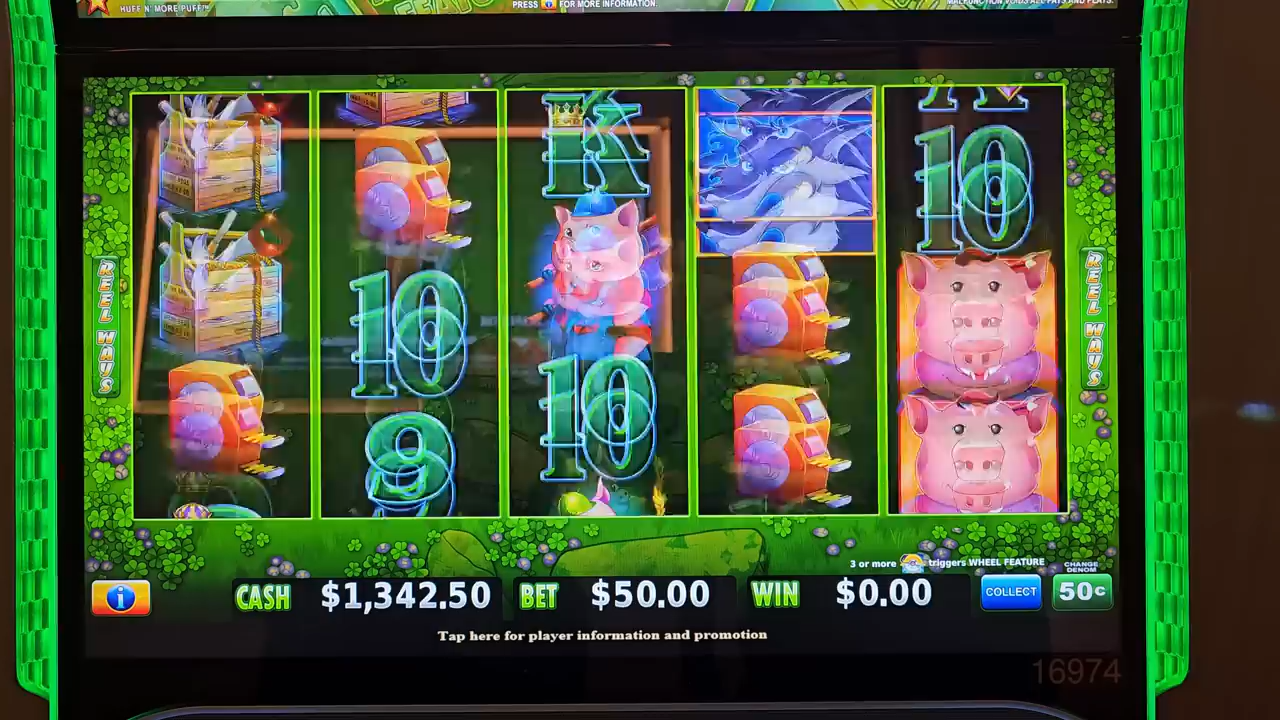 HUFF N' MORE PUFF™
PRESS i FOR MORE INFORMATION.
MALFUNCTION VOIDS ALL PAYS AND PLAYS.
K
10
10
10
9
REEL WAYS
REEL WAYS
3 or more triggers WHEEL FEATURE
CHANGE DENOM
i
CASH $1,342.50 BET $50.00 WIN $0.00 COLLECT 50¢
Tap here for player information and promotion
16974